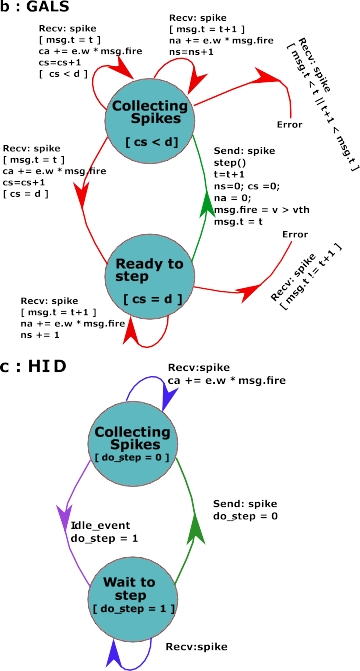 b : GALS
Recv: spike
[ msg.t = t ]
ca += e.w * msg.fire
cs=cs+1
[ cs < d ]
Recv: spike
[ msg.t = t+1 ]
na += e.w*msg.fire
ns=ns+1
Recv: spike
[ msg.t < t || t+1 < msg.t ]
Collecting
Spikes
[ cs < d]
Error
Recv: spike
[ msg.t = t ]
ca += e.w * msg.fire
cs=cs+1
[ cs = d ]
Send: spike
step()
t=t+1
ns=0; cs =0;
na = 0;
msg.fire = v > vth
msg.t = t
Error
Ready to
step
[ cs = d ]
Recv: spike
[ msg.t != t+1 ]
Recv: spike
[ msg.t = t+1 ]
na += e.w * msg.fire
ns += 1
c : HID
Recv:spike
ca += e.w * msg.fire
Collecting
Spikes
[ do_step = 0 ]
Idle_event
do_step = 1
Send: spike
do_step = 0
Wait to
step
[ do_step = 1 ]
Recv:spike